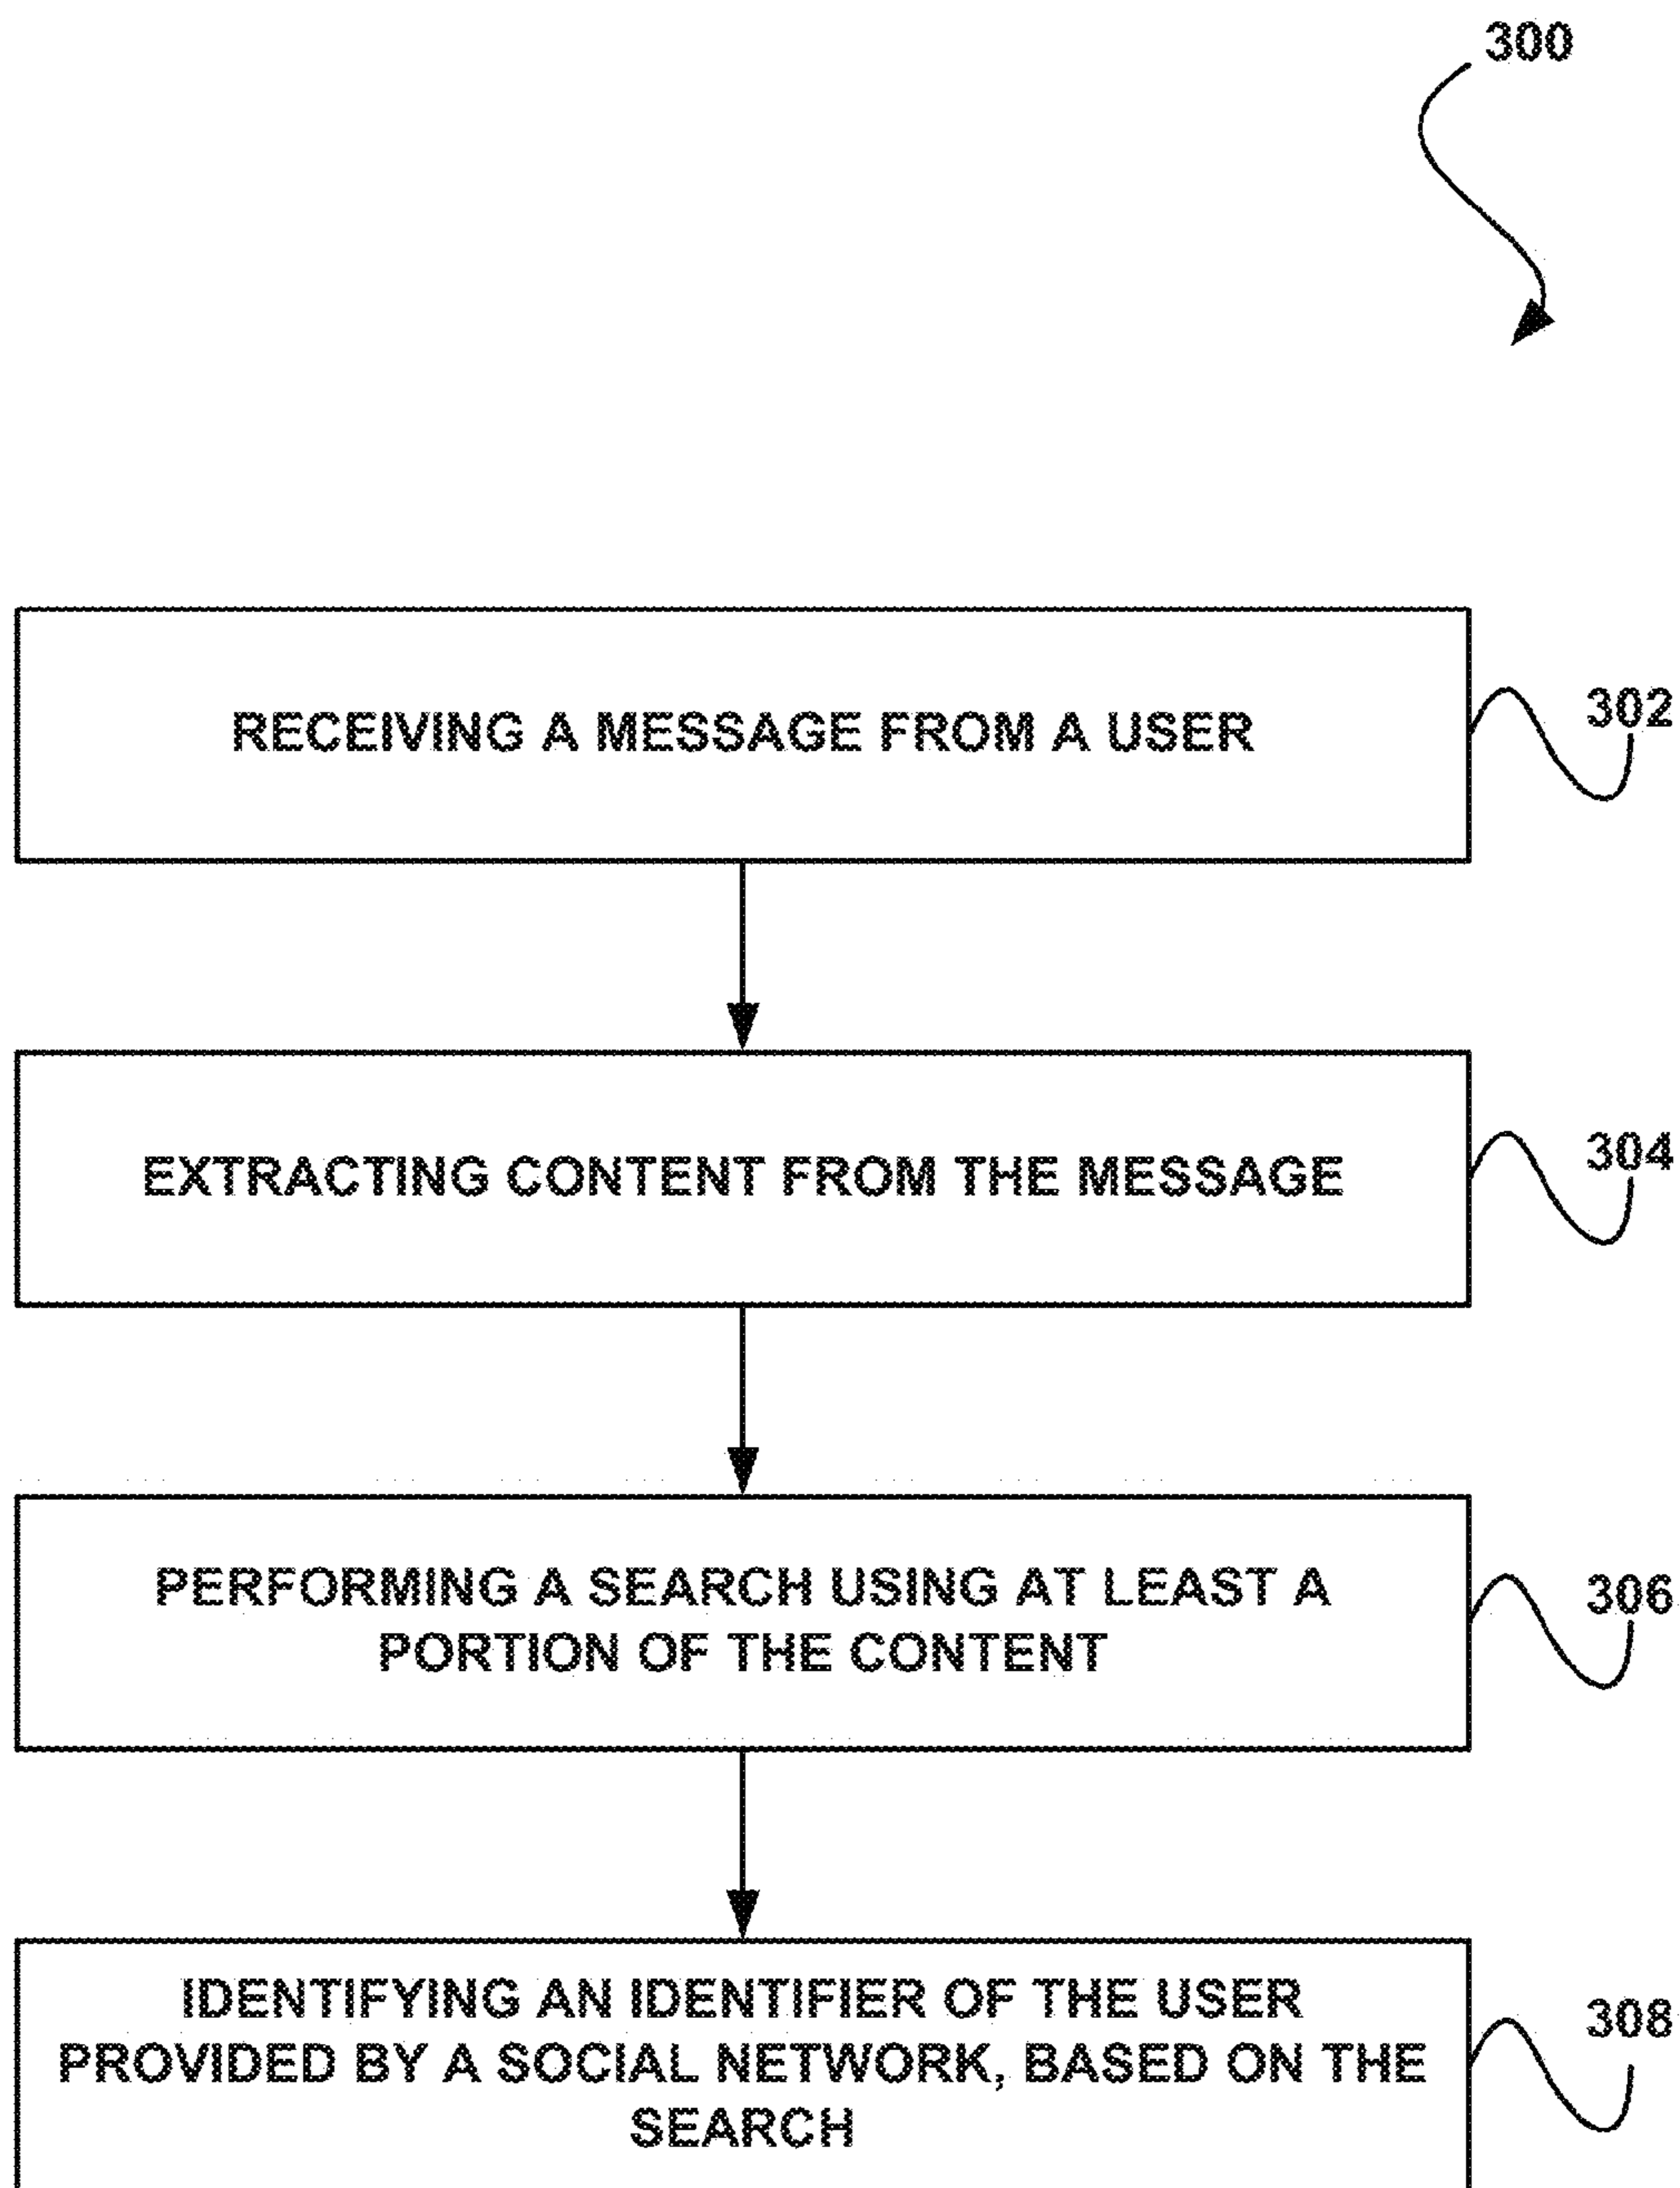 300
RECEIVING A MESSAGE FROM A USER
302
EXTRACTING CONTENT FROM THE MESSAGE
304
PERFORMING A SEARCH USING AT LEAST A
PORTION OF THE CONTENT
306
IDENTIFYING AN IDENTIFIER OF THE USER
PROVIDED BY A SOCIAL NETWORK, BASED ON THE
SEARCH
308